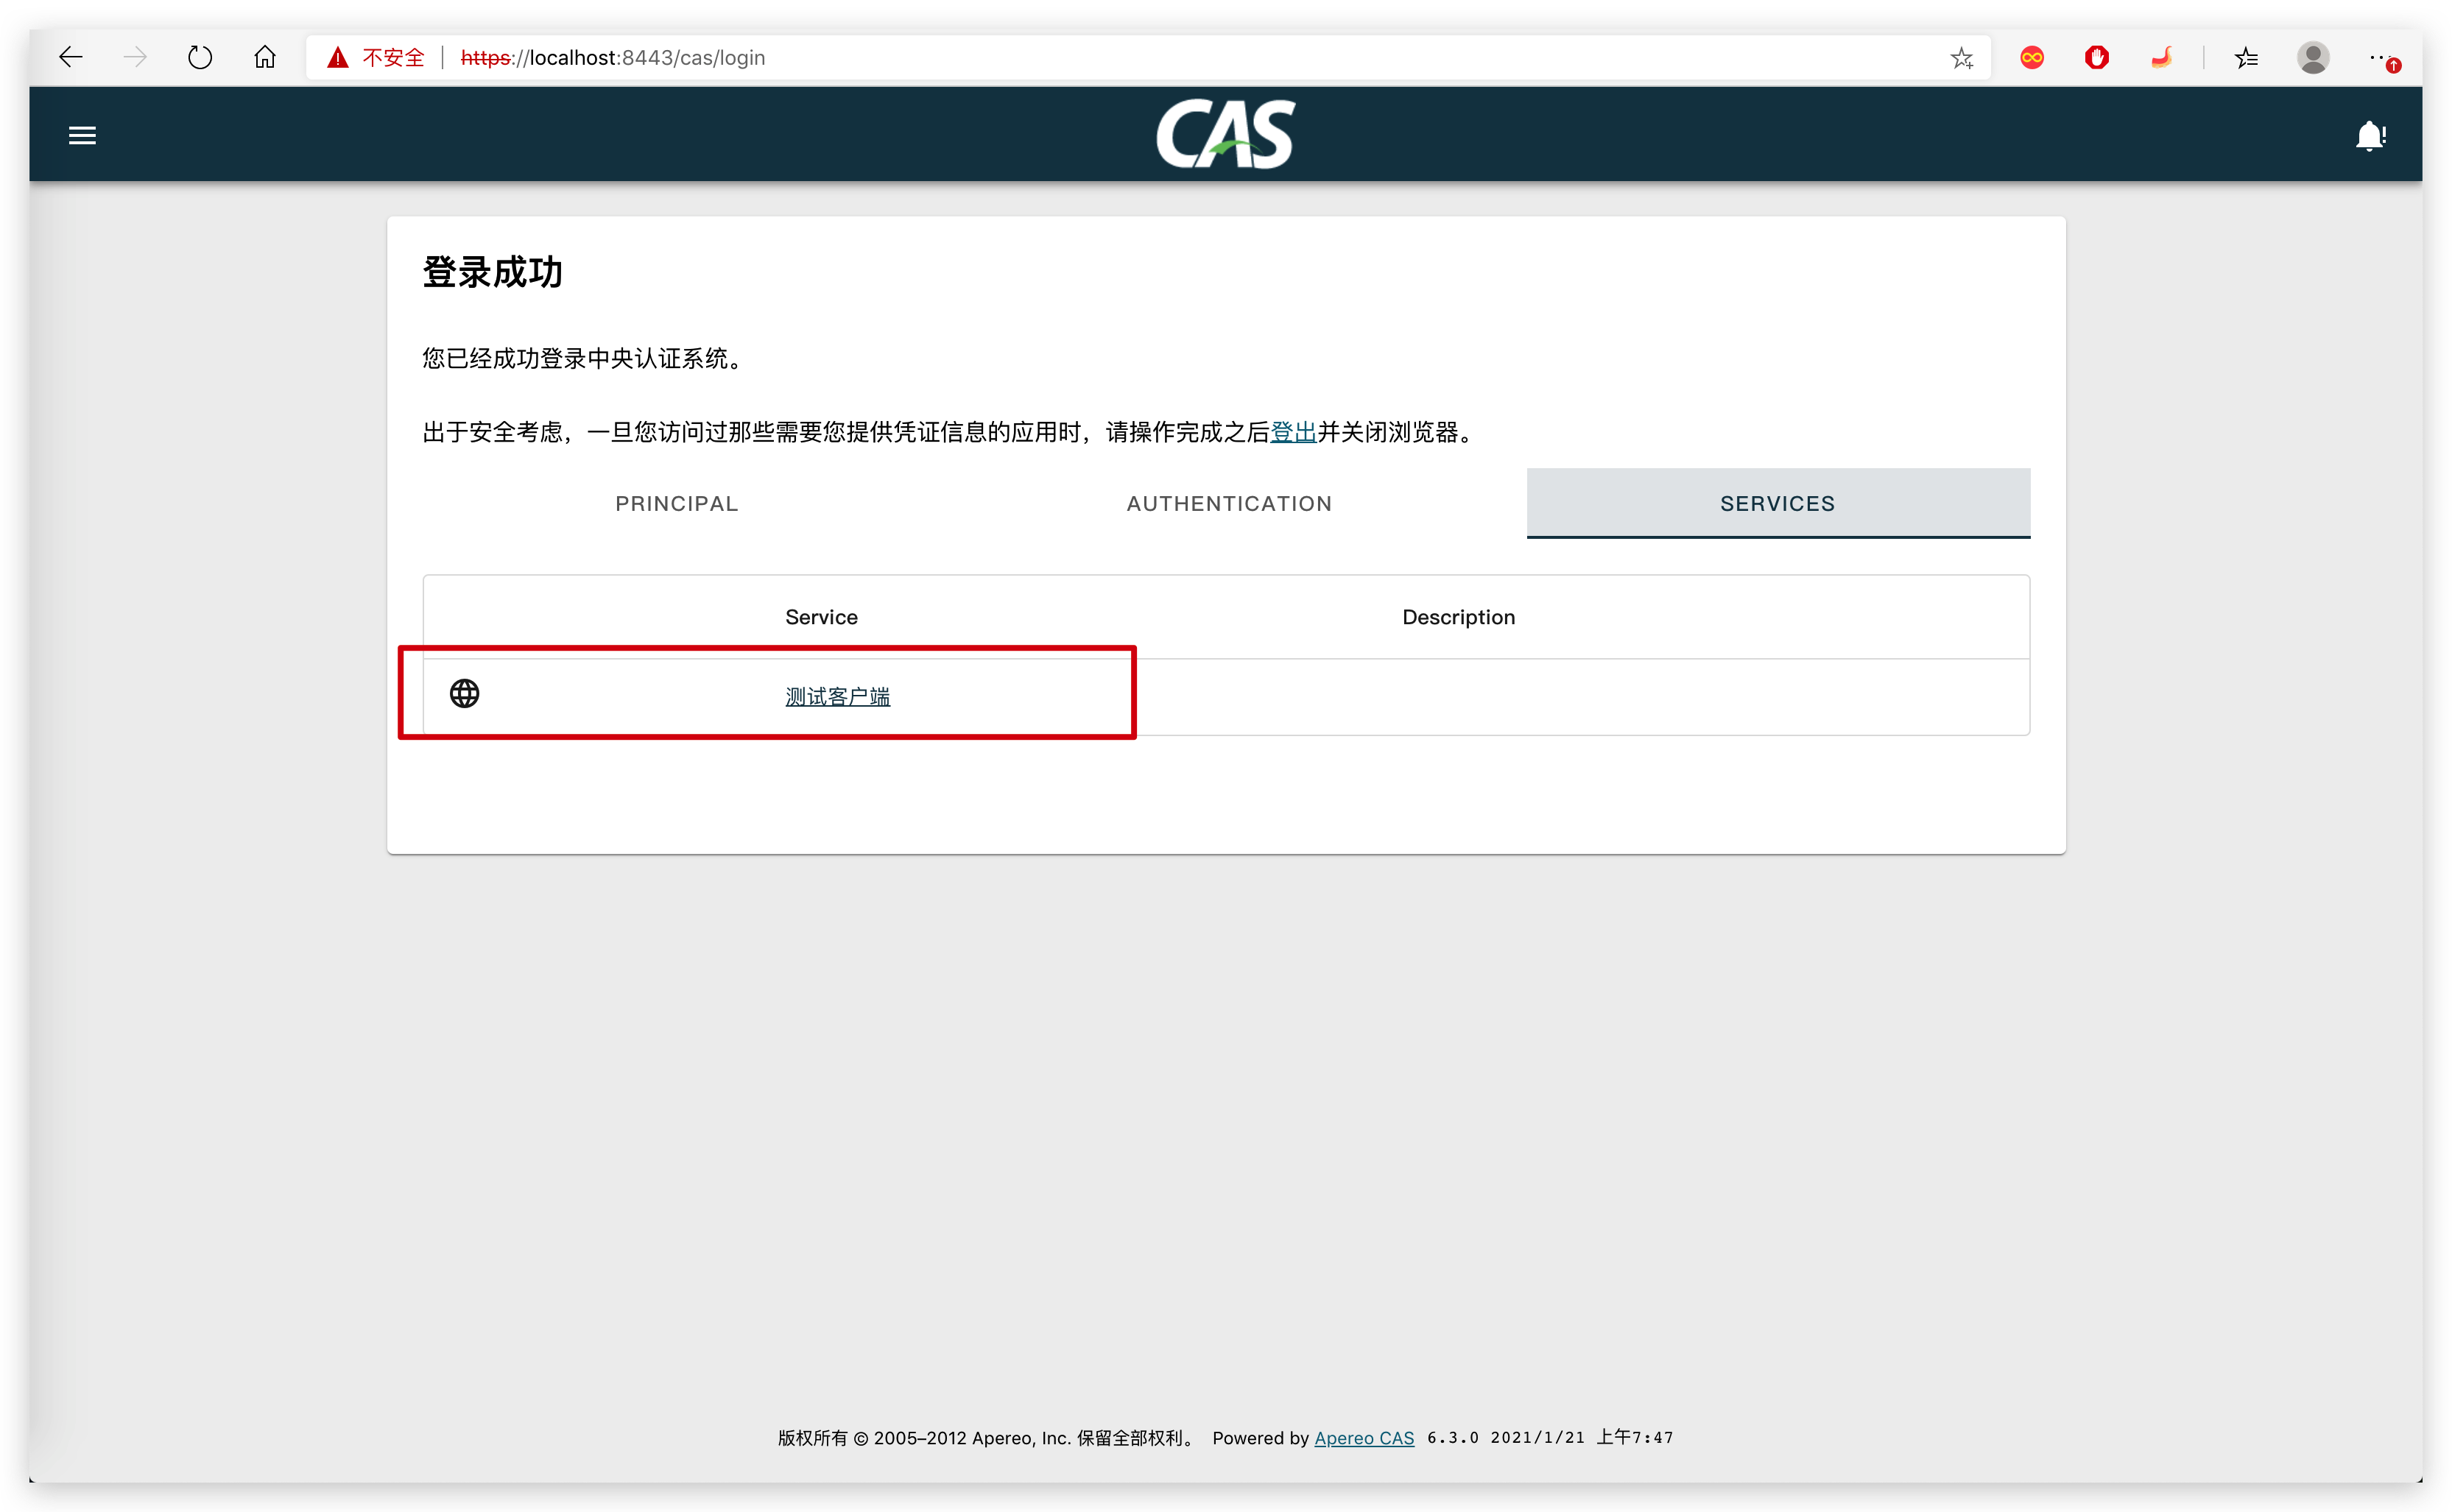 不安全 https://localhost:8443/cas/login
CAS
登录成功
您已经成功登录中央认证系统。
出于安全考虑，一旦您访问过那些需要您提供凭证信息的应用时，请操作完成之后登出并关闭浏览器。
PRINCIPAL AUTHENTICATION SERVICES
Service Description
测试客户端
版权所有 © 2005–2012 Apereo, Inc. 保留全部权利。 Powered by Apereo CAS 6.3.0 2021/1/21 上午7:47